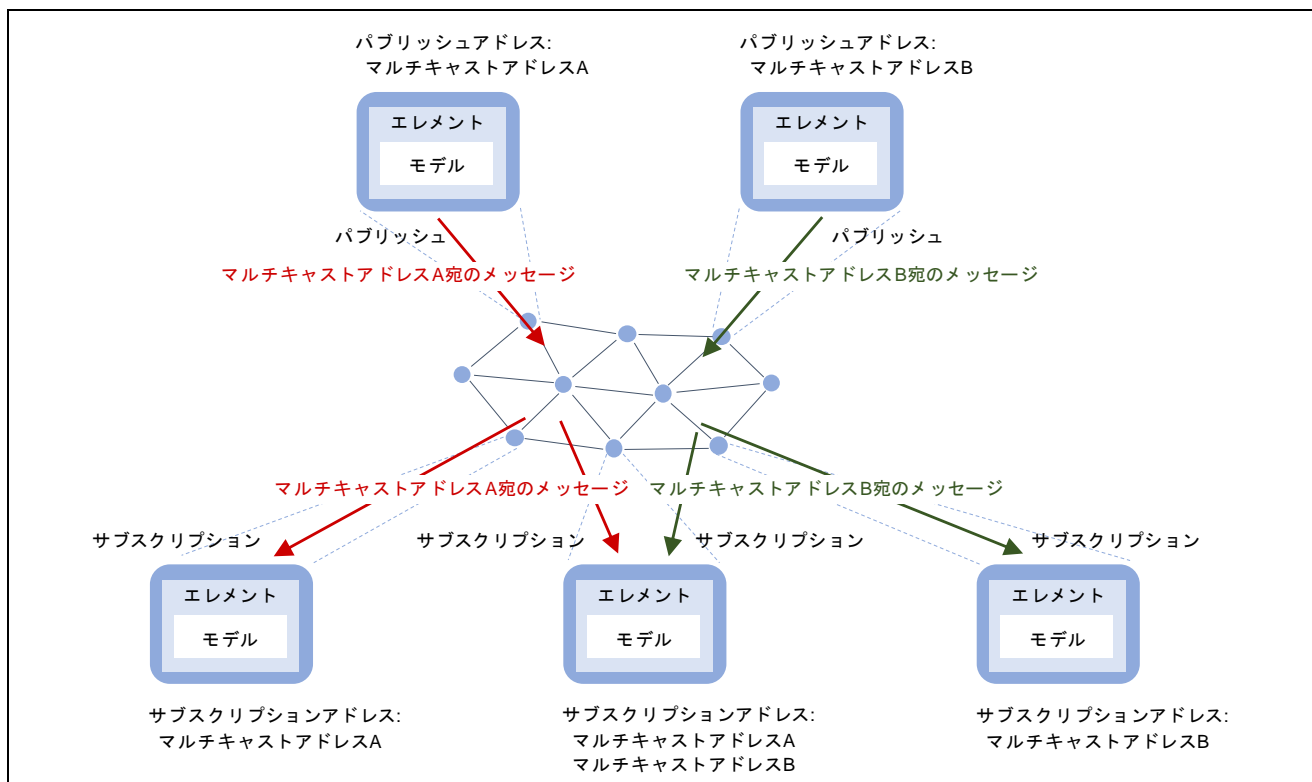 パブリッシュアドレス:
マルチキャストアドレスA
パブリッシュアドレス:
マルチキャストアドレスB
エレメント
モデル
エレメント
モデル
パブリッシュ
パブリッシュ
マルチキャストアドレスA宛のメッセージ
マルチキャストアドレスB宛のメッセージ
マルチキャストアドレスA宛のメッセージ
マルチキャストアドレスB宛のメッセージ
サブスクリプション
サブスクリプション
サブスクリプション
サブスクリプション
エレメント
モデル
エレメント
モデル
エレメント
モデル
サブスクリプションアドレス:
マルチキャストアドレスA
サブスクリプションアドレス:
マルチキャストアドレスA
マルチキャストアドレスB
サブスクリプションアドレス:
マルチキャストアドレスB